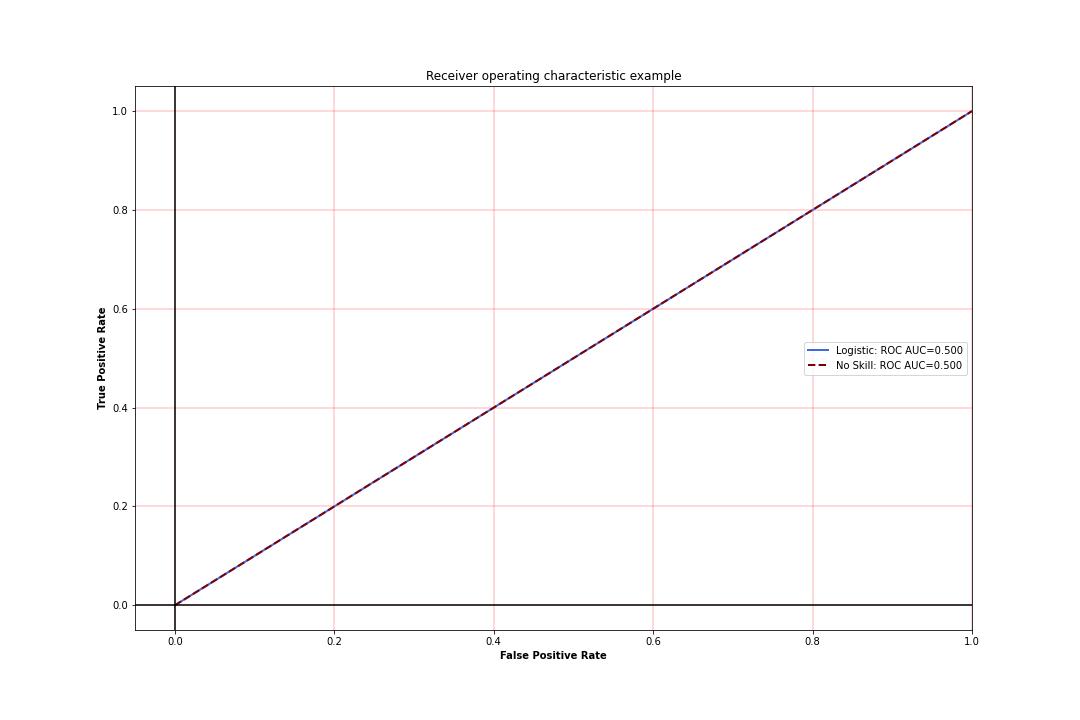 Receiver operating characteristic example
1.0
0.8
0.6
0.4
0.2
0.0
True Positive Rate
Logistic: ROC AUC=0.500
No Skill: ROC AUC=0.500
0.0 0.2 0.4 0.6 0.8 1.0
False Positive Rate